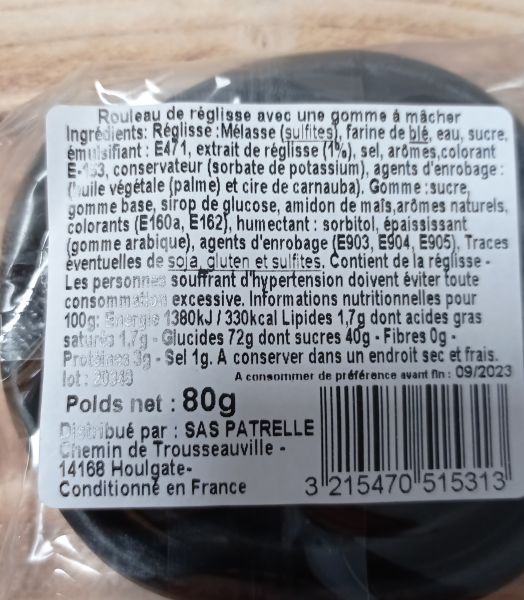 Rouleau de réglisse avec une gomme à mâcher
Ingrédients: Réglisse :Mélasse (sulfites), farine de blé, eau, sucre,
émulsifiant : E471, extrait de réglisse (1%), sel, arômes,colorant
conservateur (sorbate de potassium), agents d'enrobage :
(huile végétale (palme) et cire de carnauba). Gomme :sucre,
gomme base, sirop de glucose, amidon de maïs,arômes naturels,
colorants (E160a, E162), humectant : sorbitol, épaississant
(gomme arabique), agents d'enrobage (E903, E904, E905). Traces
éventuelles de soja, gluten et sulfites. Contient de la réglisse -
Les personnes souffrant d'hypertension doivent éviter toute
consommation excessive. Informations nutritionnelles pour
100g: Energie 1380kJ / 330kcal Lipides 1,7g dont acides gras
saturés 1,7g - Glucides 72g dont sucres 40g - Fibres 0g -
Protéines 3g - Sel 1g. A conserver dans un endroit sec et frais.
lot : A consommer de préférence avant fin : 09/2023
Poids net : 80g
Distribué par : SAS PATRELLE
Chemin de Trousseauville -
14168 Houlgate-
Conditionné en France
3 215470 515313